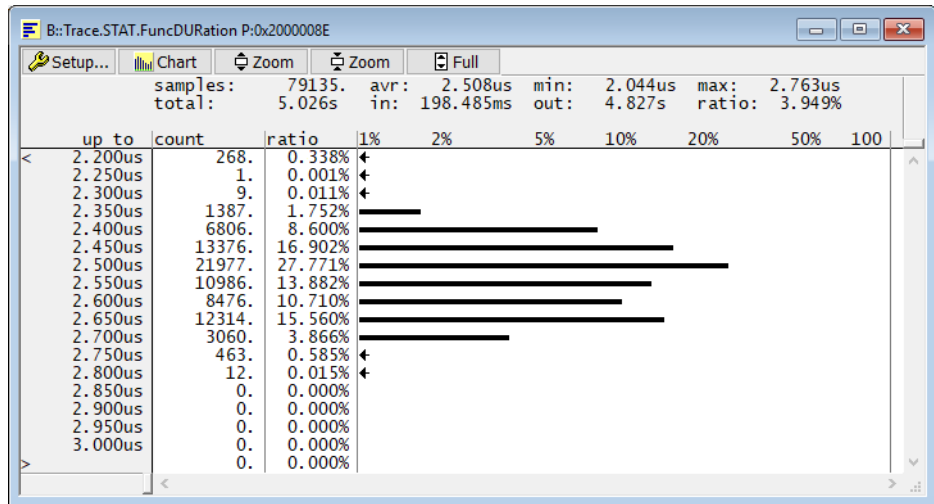 B::Trace.STAT.FuncDURation P:0x2000008E
Setup... Chart Zoom Zoom Full
samples: 79135. avr: 2.508us min: 2.044us max: 2.763us
total: 5.026s in: 198.485ms out: 4.827s ratio: 3.949%
up to count ratio 1% 2% 5% 10% 20% 50% 100
< 2.200us 268. 0.338%
2.250us 1. 0.001%
2.300us 9. 0.011%
2.350us 1387. 1.752%
2.400us 6806. 8.600%
2.450us 13376. 16.902%
2.500us 21977. 27.771%
2.550us 10986. 13.882%
2.600us 8476. 10.710%
2.650us 12314. 15.560%
2.700us 3060. 3.866%
2.750us 463. 0.585%
2.800us 12. 0.015%
2.850us 0. 0.000%
2.900us 0. 0.000%
2.950us 0. 0.000%
3.000us 0. 0.000%
> 0. 0.000%